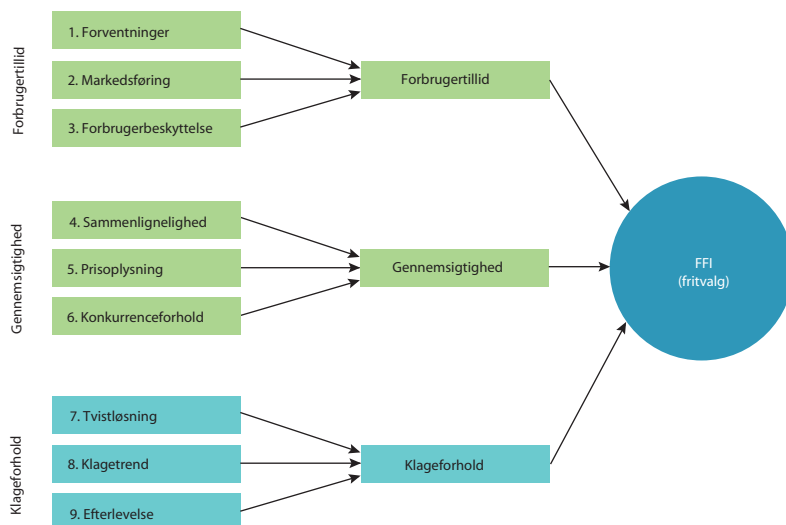 Forbrugertillid
1. Forventninger
2. Markedsføring
3. Forbrugerbeskyttelse
Forbrugertillid
Gennemsigtighed
4. Sammenlignelighed
5. Prisoplysning
6. Konkurrenceforhold
Gennemsigtighed
FFI
(fritvalg)
Klageforhold
7. Tvistløsning
8. Klagetrend
9. Efterlevelse
Klageforhold